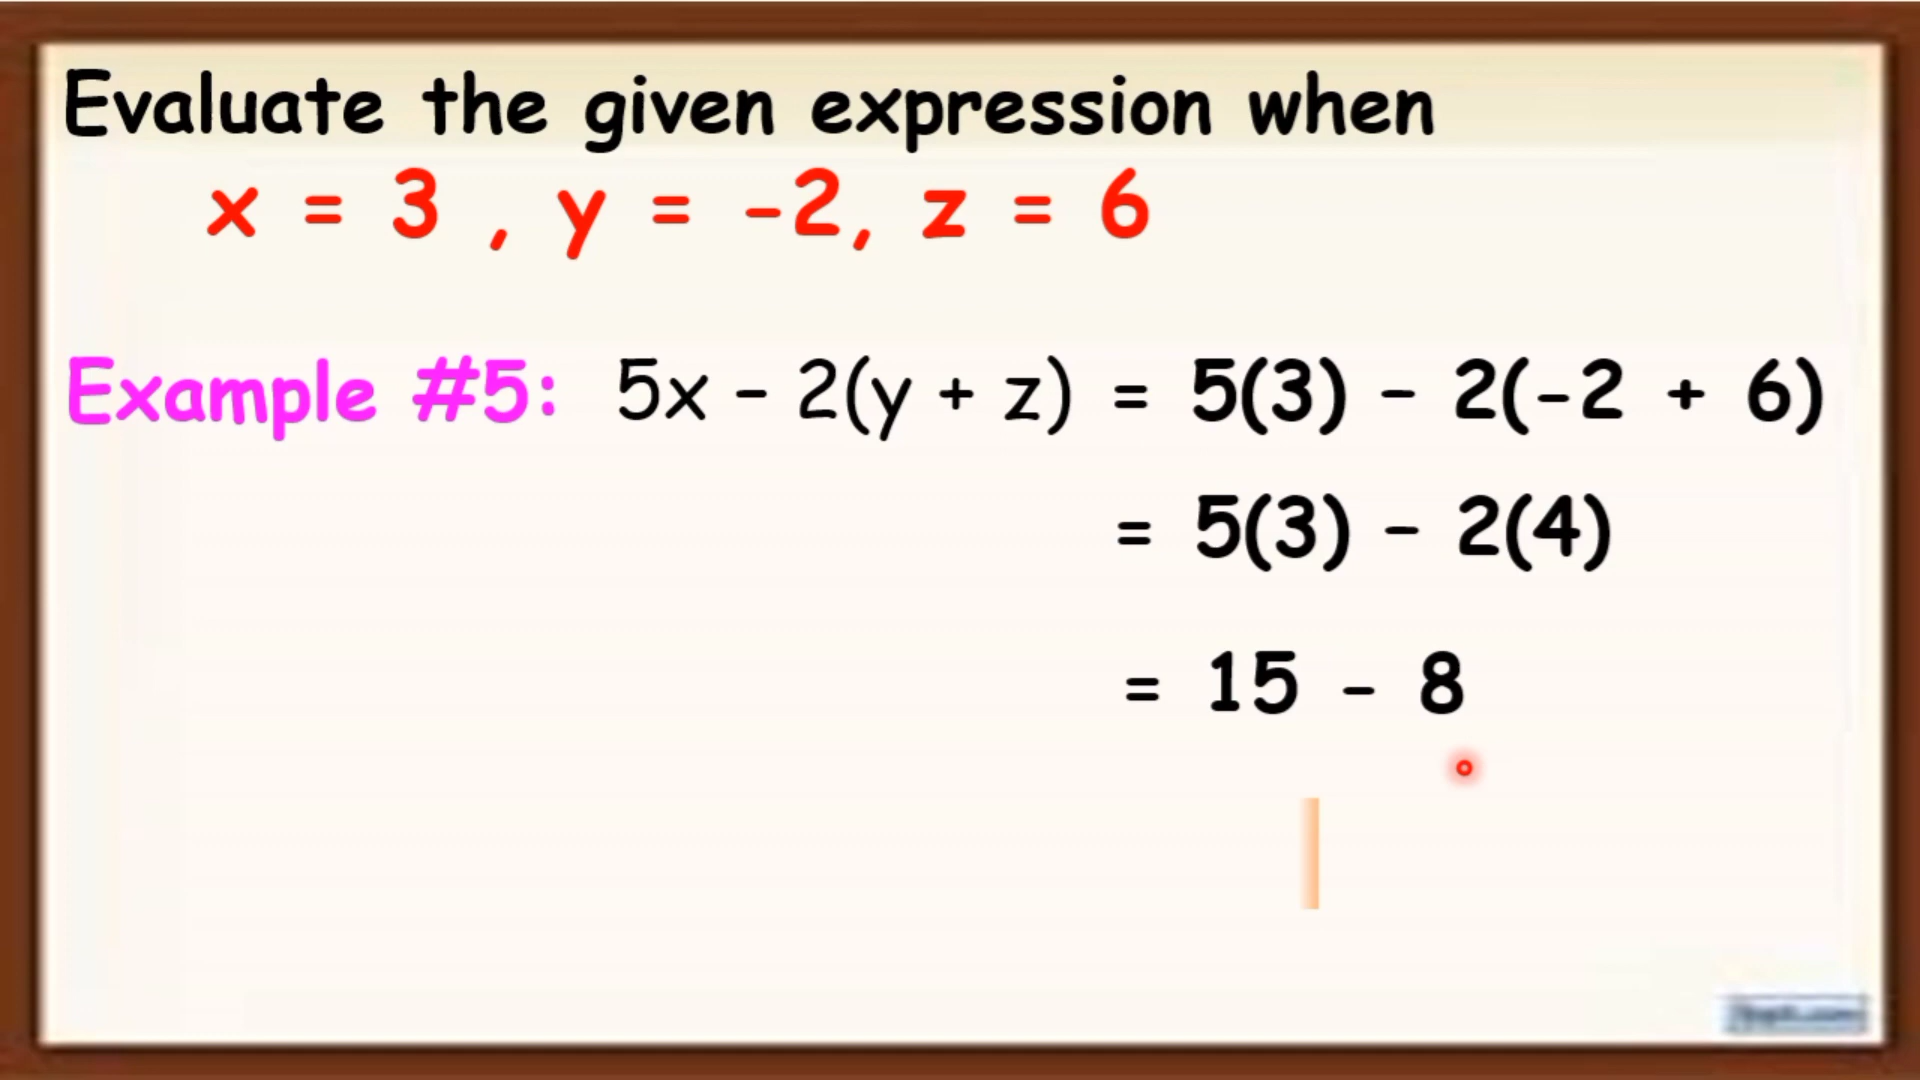 Evaluate the given expression when
x = 3 , y = -2, z = 6
Example #5: 5x – 2(y + z) = 5(3) – 2(-2 + 6)
= 5(3) – 2(4)
= 15 - 8